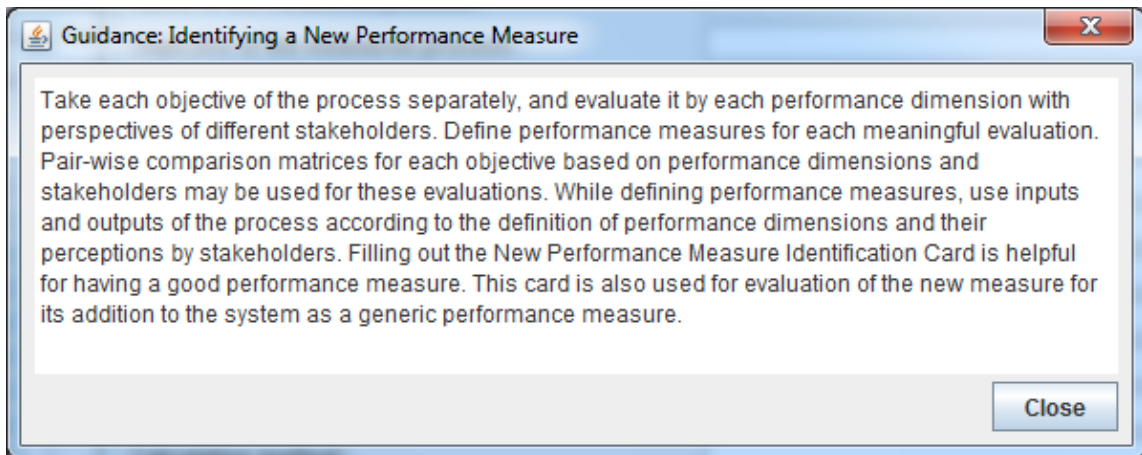 Guidance: Identifying a New Performance Measure
Take each objective of the process separately, and evaluate it by each performance dimension with
perspectives of different stakeholders. Define performance measures for each meaningful evaluation.
Pair-wise comparison matrices for each objective based on performance dimensions and
stakeholders may be used for these evaluations. While defining performance measures, use inputs
and outputs of the process according to the definition of performance dimensions and their
perceptions by stakeholders. Filling out the New Performance Measure Identification Card is helpful
for having a good performance measure. This card is also used for evaluation of the new measure for
its addition to the system as a generic performance measure.
Close